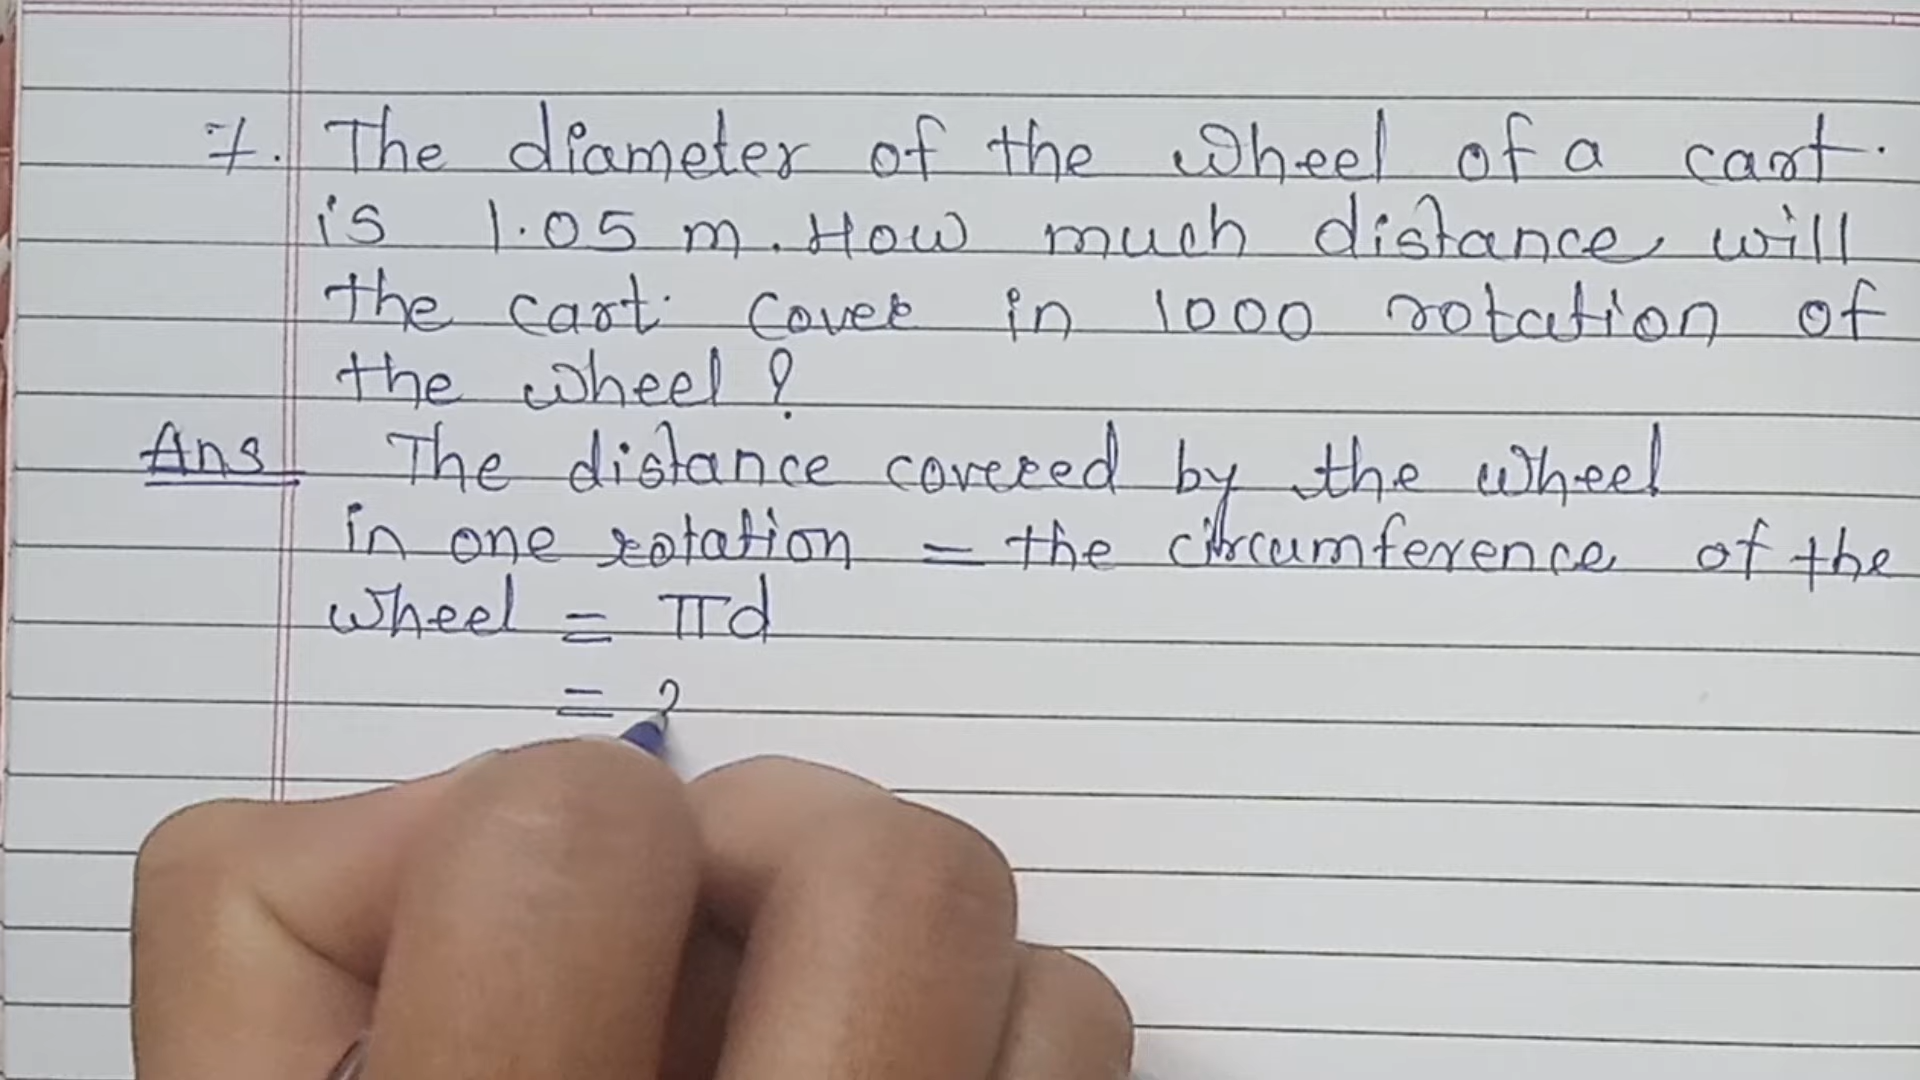 7. The diameter of the wheel of a cart
is 1.05 m. How much distance will
the cart cover in 1000 rotation of
the wheel?
Ans The distance covered by the wheel
in one rotation = the circumference of the
wheel = πd
= 2